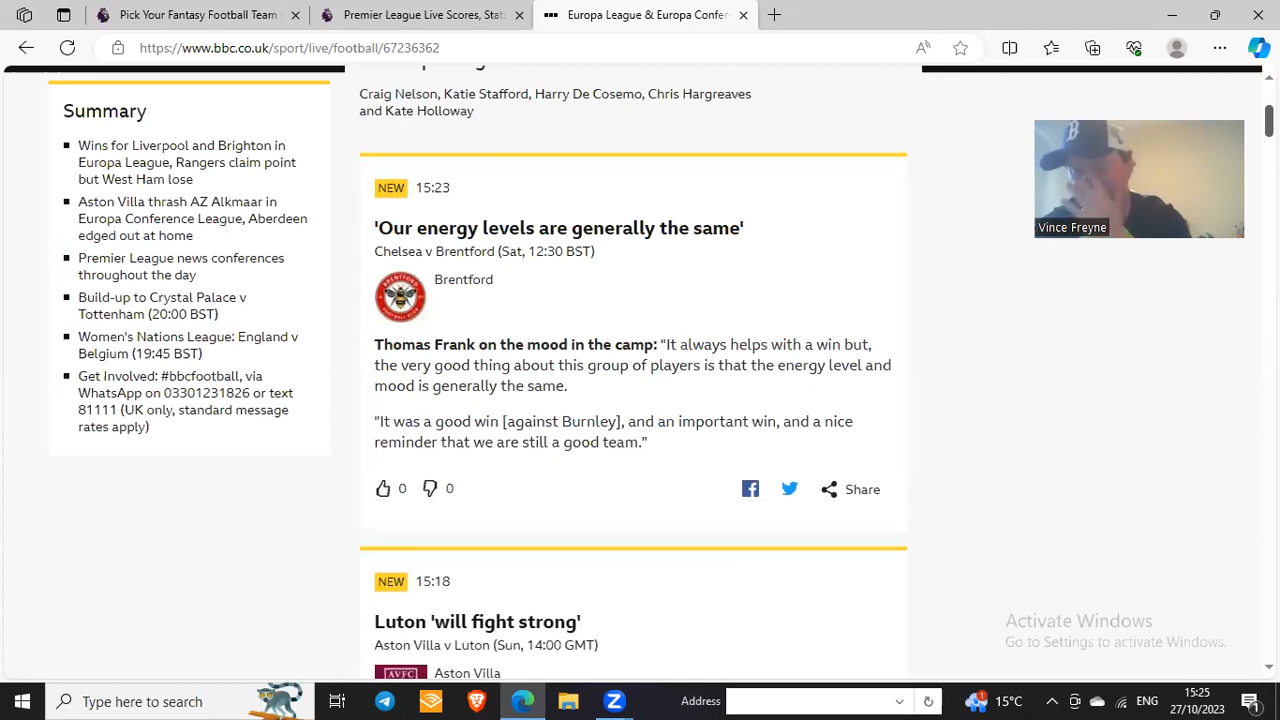 Pick Your Fantasy Football Team
Premier League Scores, Stat
Europa League & Europa Confer
https://www.bbc.co.uk/sport/live/football/67236362
Craig Nelson, Katie Stafford, Harry De Cosemo, Chris Hargreaves
and Kate Holloway
Summary
Wins for Liverpool and Brighton in
Europa League, Rangers claim point
but West Ham lose
Aston Villa thrash AZ Alkmaar in
Europa Conference League, Aberdeen
edged out at home
Premier League news conferences
throughout the day
Build-up to Crystal Palace v
Tottenham (20:00 BST)
Women's Nations League: England v
Belgium (19:45 BST)
Get Involved: #bbcfootball, via
WhatsApp on 03301231826 or text
81111 (UK only, standard message
rates apply)
NEW 15:23
'Our energy levels are generally the same'
Chelsea v Brentford (Sat, 12:30 BST)
BRENTFORD
FOOTBALL CLUB
Brentford
Thomas Frank on the mood in the camp: "It always helps with a win but,
the very good thing about this group of players is that the energy level and
mood is generally the same.
"It was a good win [against Burnley], and an important win, and a nice
reminder that we are still a good team."
0 0 Share
NEW 15:18
Luton 'will fight strong'
Aston Villa v Luton (Sun, 14:00 GMT)
AVFC
Aston Villa
B
Vince Freyne
Activate Windows
Go to Settings to activate Windows.
Type here to search
Address
1
15°C
ENG
15:25
27/10/2023
1